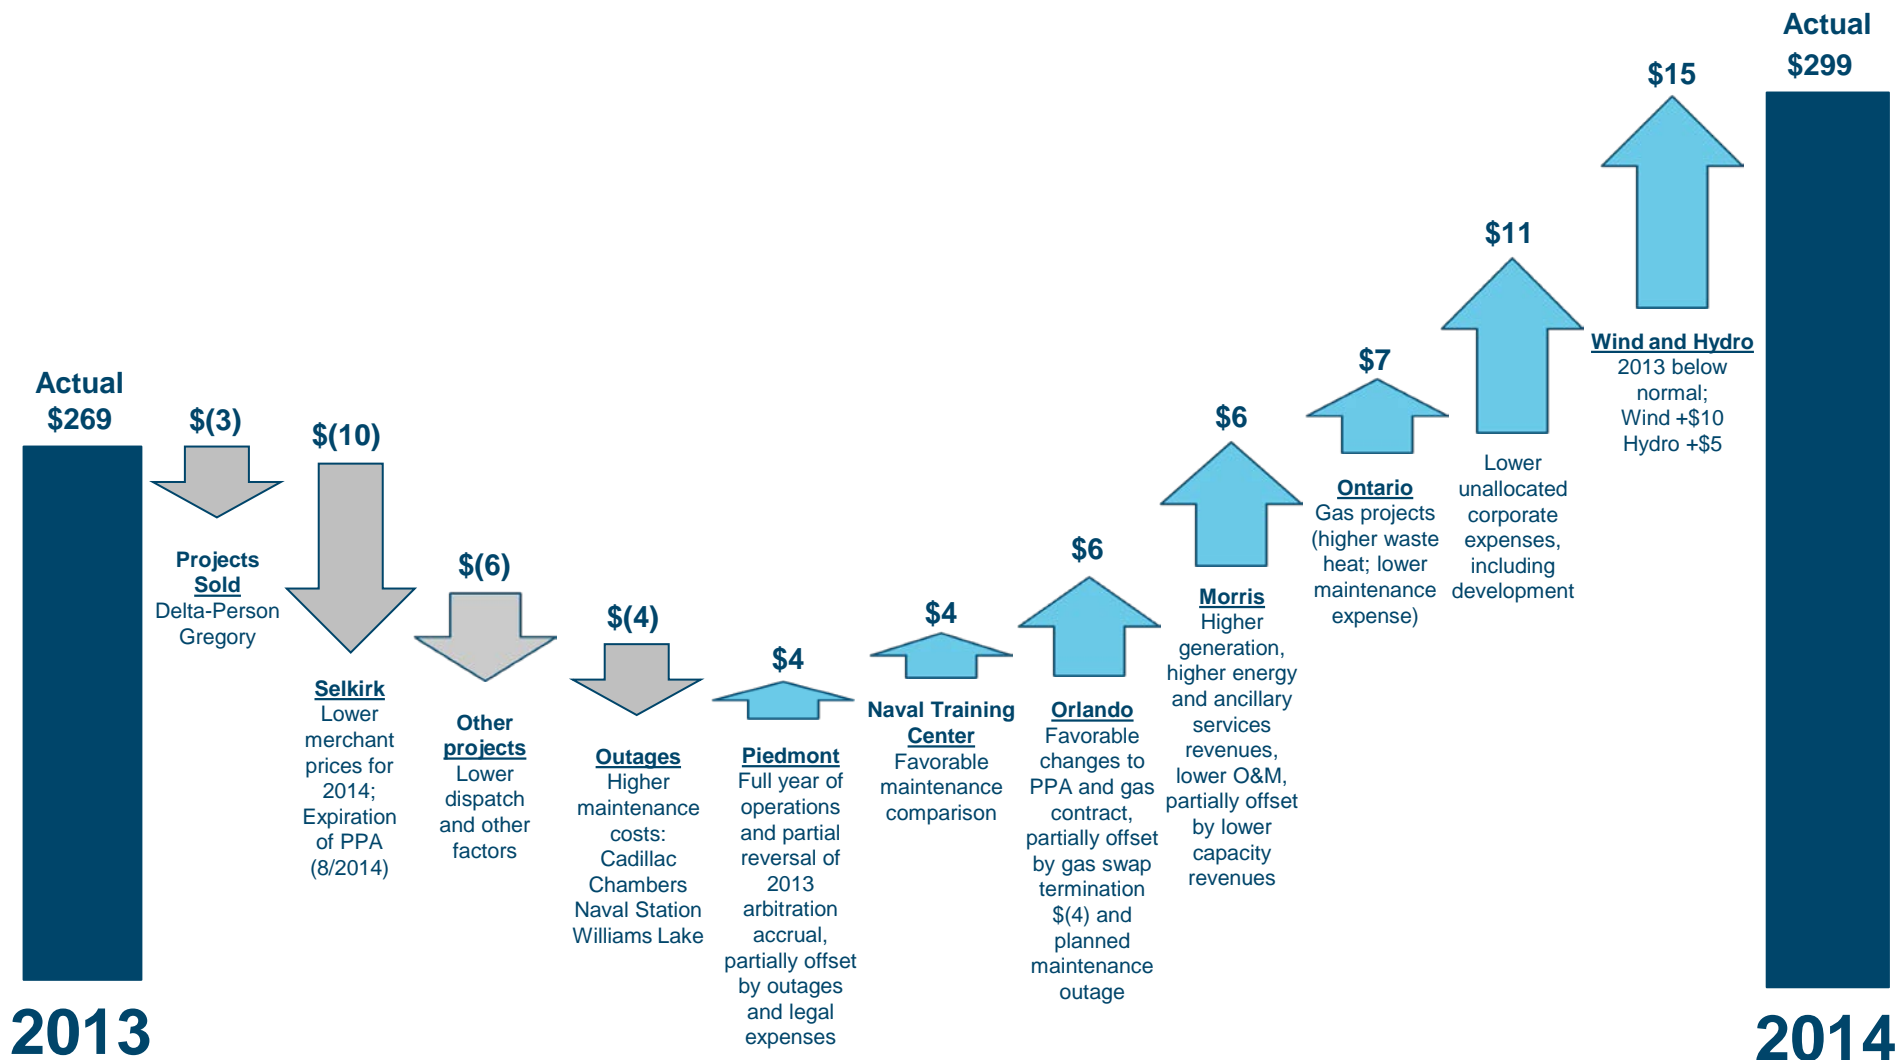 Actual
$269
2013
$(3)
Projects
Sold
Delta-Person
Gregory
$(10)
Selkirk
Lower
merchant
prices for
2014;
Expiration
of PPA
(8/2014)
$(6)
Other
projects
Lower
dispatch
and other
factors
$(4)
Outages
Higher
maintenance
costs:
Cadillac
Chambers
Naval Station
Williams Lake
$4
Piedmont
Full year of
operations
and partial
reversal of
2013
arbitration
accrual,
partially offset
by outages
and legal
expenses
$4
Naval Training
Center
Favorable
maintenance
comparison
$6
Orlando
Favorable
changes to
PPA and gas
contract,
partially offset
by gas swap
termination
$(4) and
planned
maintenance
outage
$6
Morris
Higher
generation,
higher energy
and ancillary
services
revenues,
lower O&M,
partially offset
by lower
capacity
revenues
$7
Ontario
Gas projects
(higher waste
heat; lower
maintenance
expense)
$11
Lower
unallocated
corporate
expenses,
including
development
$15
Wind and Hydro
2013 below
normal;
Wind +$10
Hydro +$5
Actual
$299
2014